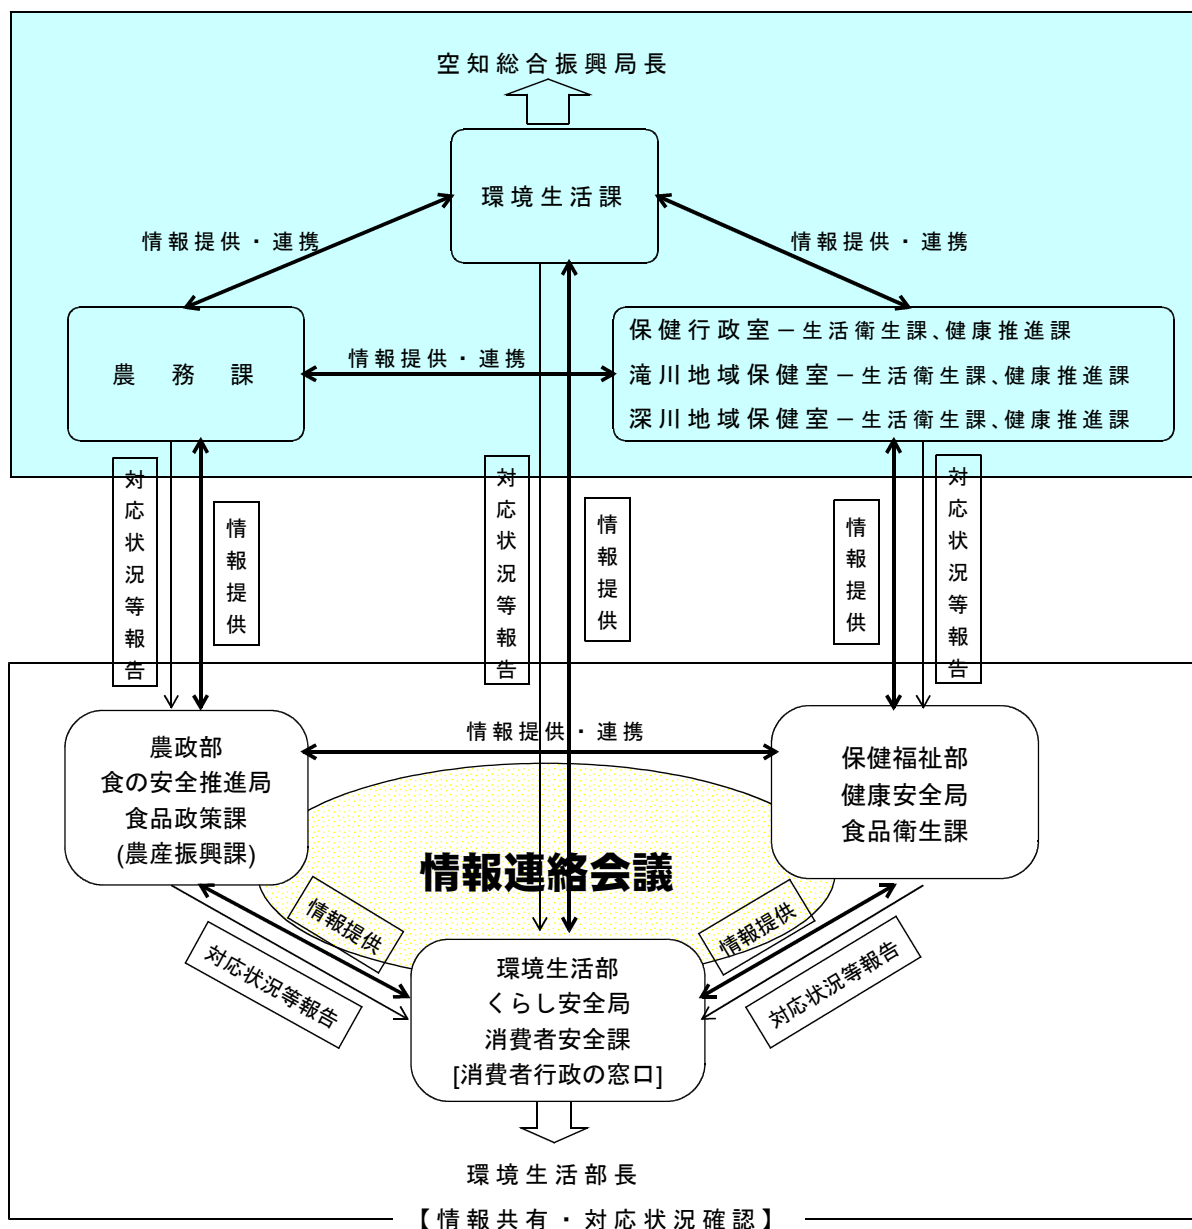 空知総合振興局長
環境生活課
情報提供・連携
情報提供・連携
農務課
情報提供・連携
保健行政室－生活衛生課、健康推進課
滝川地域保健室－生活衛生課、健康推進課
深川地域保健室－生活衛生課、健康推進課
対応状況等報告
情報提供
対応状況等報告
情報提供
情報提供
対応状況等報告
農政部
食の安全推進局
食品政策課
(農産振興課)
情報提供・連携
保健福祉部
健康安全局
食品衛生課
情報連絡会議
情報提供
対応状況等報告
情報提供
対応状況等報告
環境生活部
くらし安全局
消費者安全課
[消費者行政の窓口]
環境生活部長
【情報共有・対応状況確認】